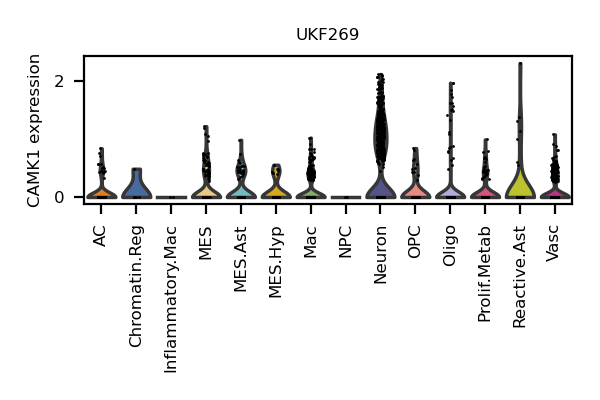 UKF269
CAMK1 expression
2
0
AC
Chromatin.Reg
Inflammatory.Mac
MES
MES.Ast
MES.Hyp
Mac
NPC
Neuron
OPC
Oligo
Prolif.Metab
Reactive.Ast
Vasc